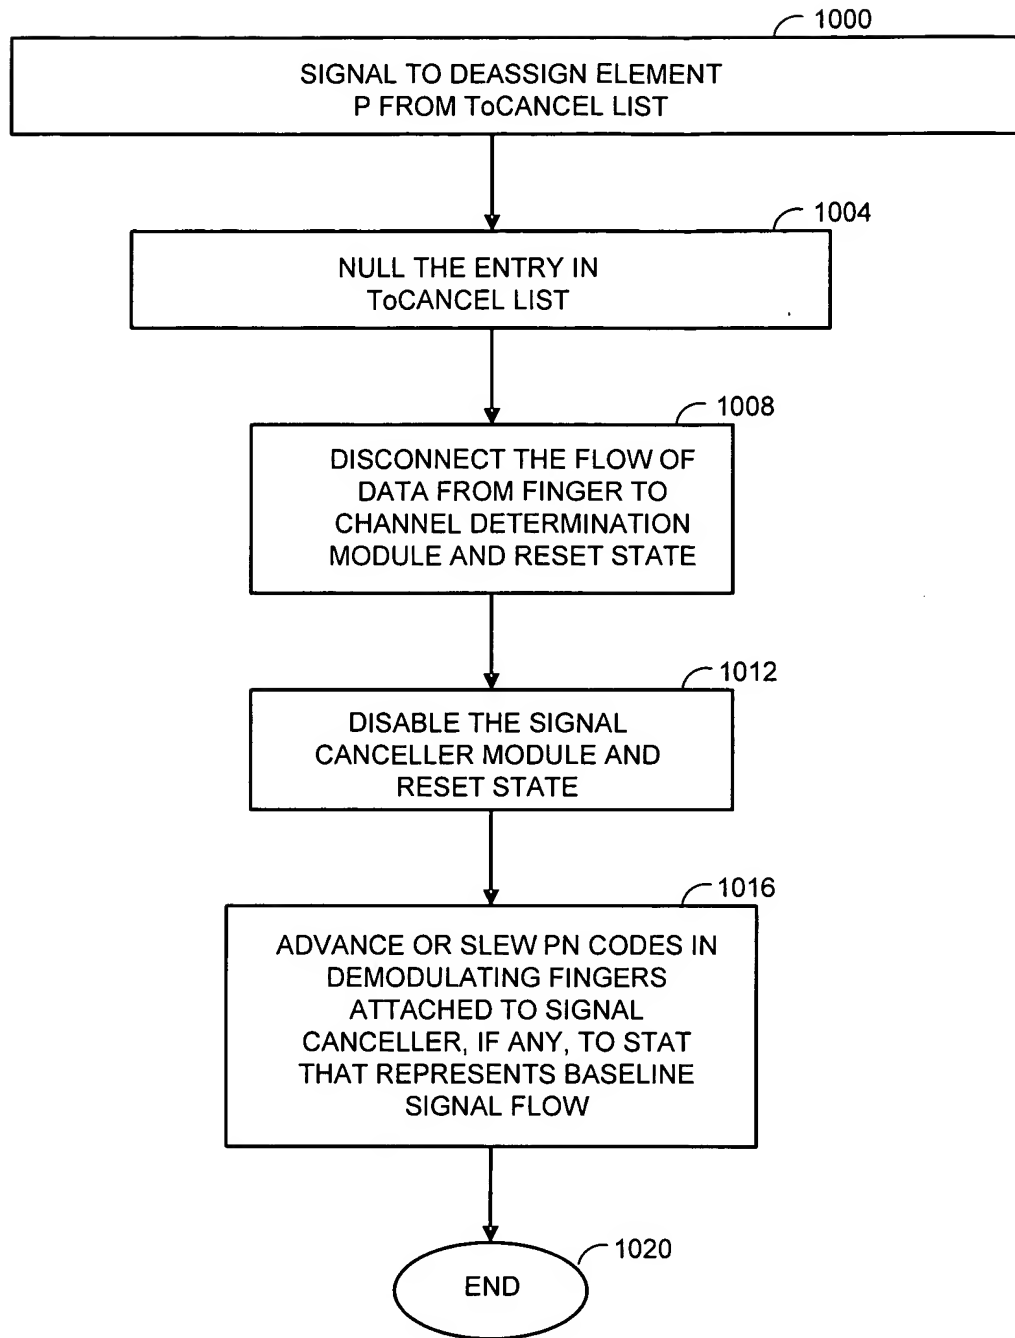 1000
SIGNAL TO DEASSIGN ELEMENT
P FROM ToCANCEL LIST
1004
NULL THE ENTRY IN
ToCANCEL LIST
1008
DISCONNECT THE FLOW OF
DATA FROM FINGER TO
CHANNEL DETERMINATION
MODULE AND RESET STATE
1012
DISABLE THE SIGNAL
CANCELLER MODULE AND
RESET STATE
1016
ADVANCE OR SLEW PN CODES IN
DEMODULATING FINGERS
ATTACHED TO SIGNAL
CANCELLER, IF ANY, TO STAT
THAT REPRESENTS BASELINE
SIGNAL FLOW
1020
END